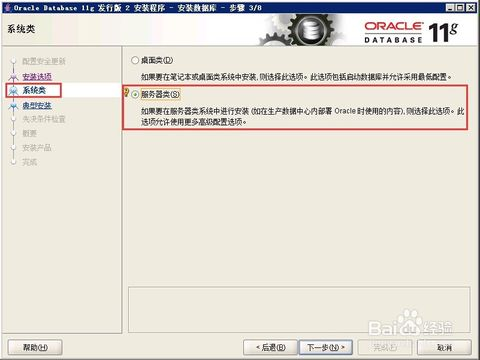 Oracle Database 11g 发行版 2 安装程序 - 安装数据库 - 步骤 3/8
系统类
ORACLE
DATABASE 11g
配置安全更新
安装选项
系统类
典型安装
先决条件检查
概要
安装产品
完成
桌面类(D)
如果要在笔记本或桌面类系统中安装, 则选择此选项。此选项包括启动数据库并允许采用最低配置。
服务器类(S)
如果要在服务器类系统中进行安装 (如在生产数据中心内部署 Oracle 时使用的内容), 则选择此选项。此
选项允许使用更多高级配置选项。
帮助(H)
< 后退(B)
下一步(N) >
完成(F)
取消
Baidu 经验